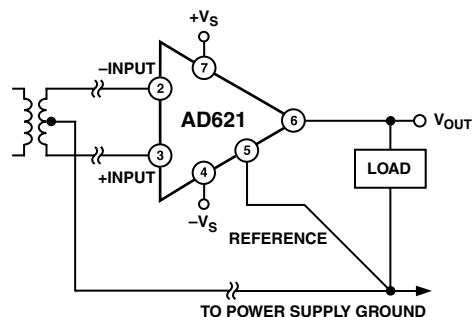 +VS
–INPUT
7
2
AD621
6
VOUT
3
5
LOAD
+INPUT
4
–VS
REFERENCE
TO POWER SUPPLY GROUND